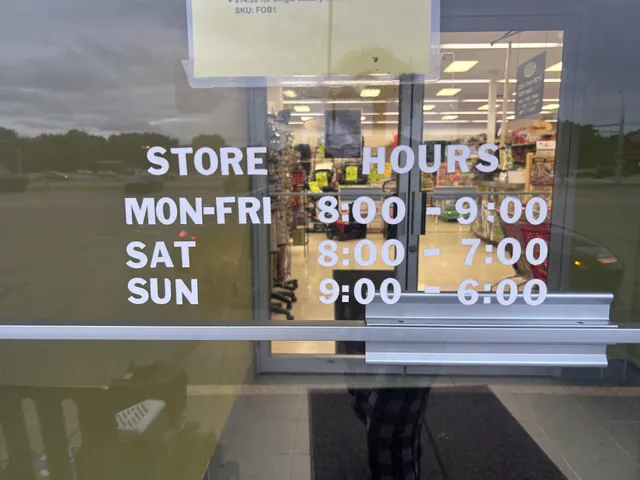 SKU: FOB1
STORE HOURS
MON-FRI 8:00 - 9:00
SAT 8:00 - 7:00
SUN 9:00 - 6:00